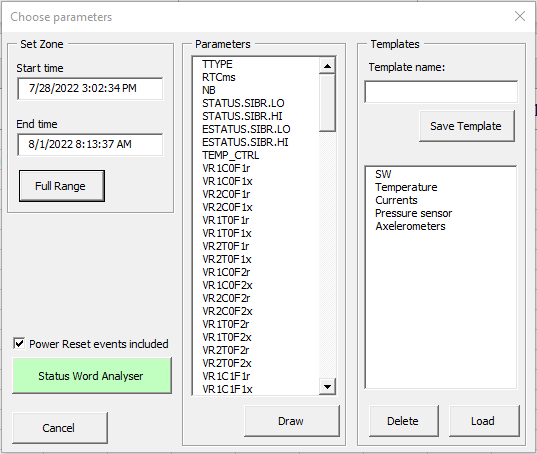 Choose parameters
Set Zone
Start time
7/28/2022 3:02:34 PM
End time
8/1/2022 8:13:37 AM
Full Range
Power Reset events included
Status Word Analyser
Cancel
Parameters
TTYPE
RTCms
NB
STATUS.SIBR.LO
STATUS.SIBR.HI
ESTATUS.SIBR.LO
ESTATUS.SIBR.HI
TEMP_CTRL
VR1C0F1r
VR1C0F1x
VR2C0F1r
VR2C0F1x
VR1T0F1r
VR1T0F1x
VR2T0F1r
VR2T0F1x
VR1C0F2r
VR1C0F2x
VR2C0F2r
VR2C0F2x
VR1T0F2r
VR1T0F2x
VR2T0F2r
VR2T0F2x
VR1C1F1r
VR1C1F1x
Draw
Templates
Template name:
Save Template
SW
Temperature
Currents
Pressure sensor
Axelerometers
Delete
Load